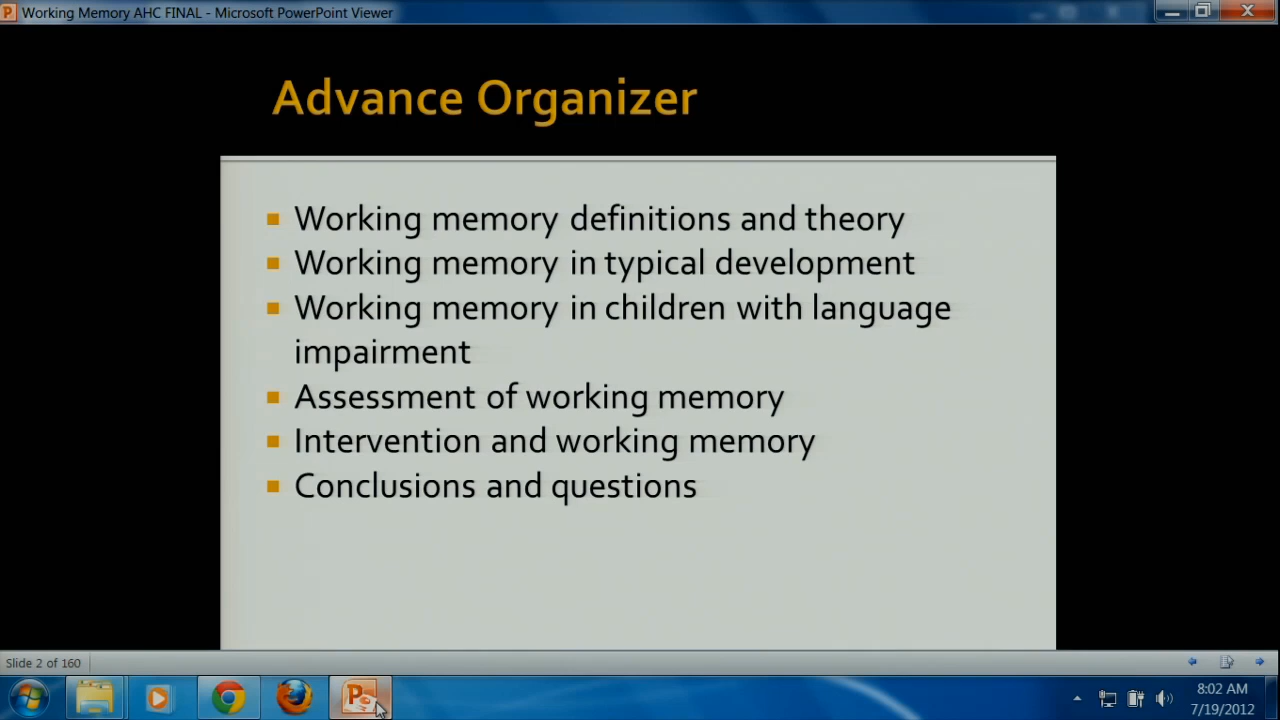 Working Memory AHC FINAL - Microsoft PowerPoint Viewer
Advance Organizer
Working memory definitions and theory
Working memory in typical development
Working memory in children with language
impairment
Assessment of working memory
Intervention and working memory
Conclusions and questions
Slide 2 of 160
8:02 AM
7/19/2012